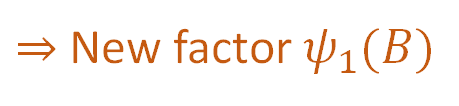 ⇒ New factor 𝜓₁(𝐵)